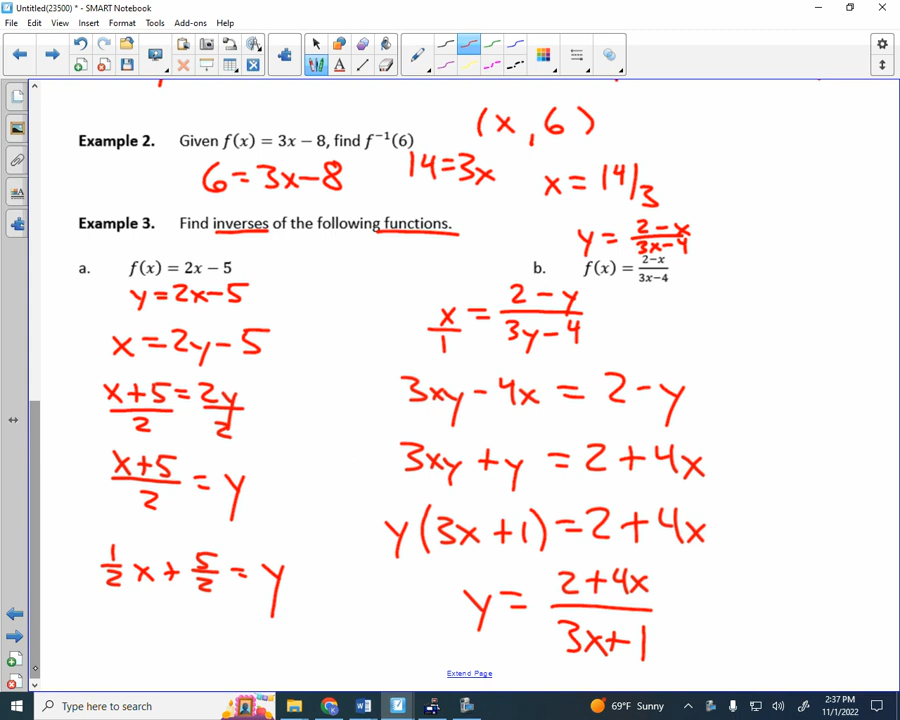 Untitled(23500) * - SMART Notebook
File Edit View Insert Format Tools Add-ons Help
(x, 6)
Example 2. Given f(x) = 3x − 8, find f⁻¹(6)
6 = 3x − 8 14 = 3x x = 14/3
Example 3. Find inverses of the following functions.
y = (2 − x)/(3x − 4)
a. f(x) = 2x − 5 b. f(x) = (2−x)/(3x−4)
y = 2x − 5
x/1 = (2 − y)/(3y − 4)
x = 2y − 5
(x + 5)/2 = 2y/2
3xy − 4x = 2 − y
(x + 5)/2 = y
3xy + y = 2 + 4x
y(3x + 1) = 2 + 4x
1/2 x + 5/2 = y
y = (2 + 4x)/(3x + 1)
Extend Page
Type here to search
69°F Sunny
2:37 PM
11/1/2022